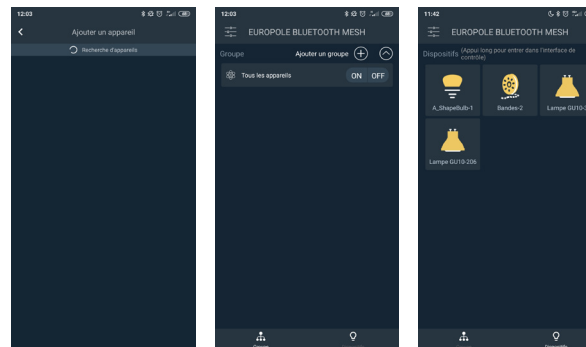 12:03
Ajouter un appareil
Recherche d'appareils
12:03
EUROPOLE BLUETOOTH MESH
Groupe
Ajouter un groupe
Tous les appareils
ON OFF
11:42
EUROPOLE BLUETOOTH MESH
Dispositifs (Appui long pour entrer dans l'interface de
contrôle)
A_ShapeBulb-1
Bandes-2
Lampe GU10-
Lampe GU10-206